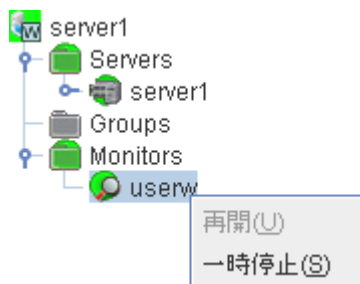 server1
Servers
server1
Groups
Monitors
userw
再開(U)
一時停止(S)